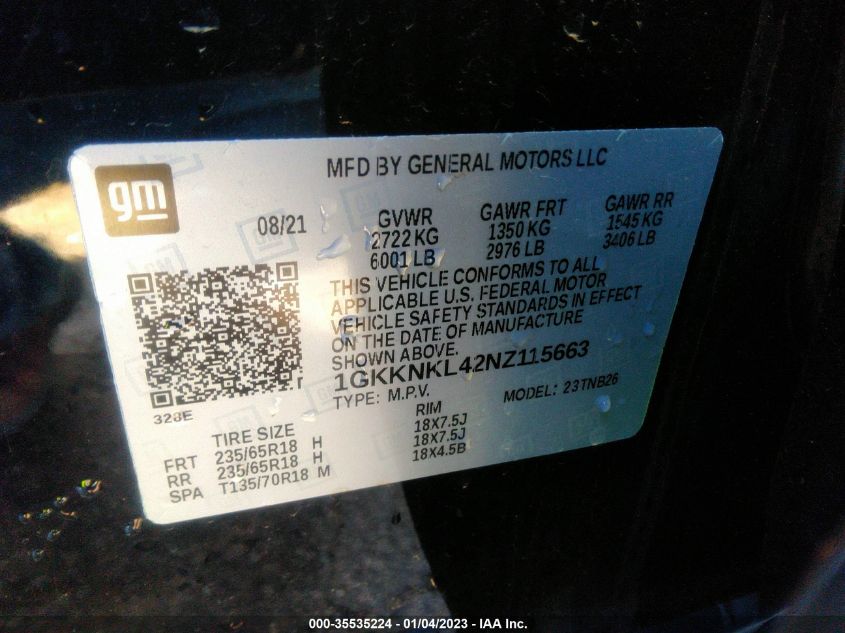 gm
MFD BY GENERAL MOTORS LLC
08/21
GVWR
2722 KG
6001 LB
GAWR FRT
1350 KG
2976 LB
GAWR RR
1545 KG
3406 LB
THIS VEHICLE CONFORMS TO ALL
APPLICABLE U.S. FEDERAL MOTOR
VEHICLE SAFETY STANDARDS IN EFFECT
ON THE DATE OF MANUFACTURE
SHOWN ABOVE.
1GKKNKL42NZ115663
TYPE: M.P.V.
MODEL: 23TNB26
328E
TIRE SIZE
RIM
FRT 235/65R18 H 18X7.5J
RR 235/65R18 H 18X7.5J
SPA T135/70R18 M 18X4.5B
000-35535224 - 01/04/2023 - IAA Inc.